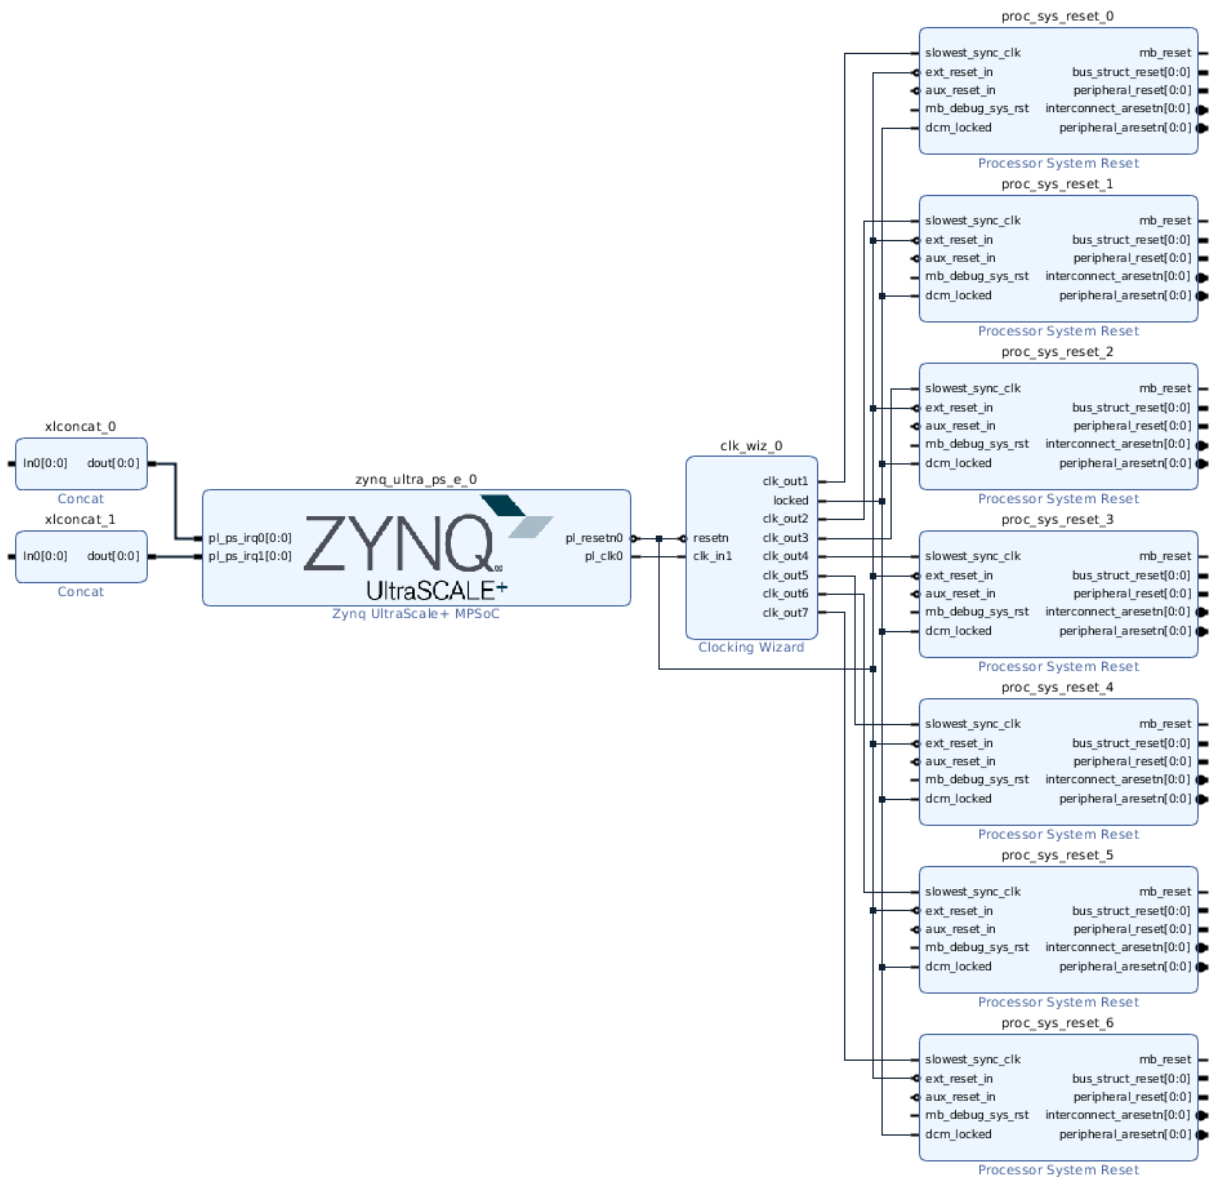 xlconcat_0
In0[0:0] dout[0:0]
Concat
xlconcat_1
In0[0:0] dout[0:0]
Concat
zynq_ultra_ps_e_0
pl_ps_irq0[0:0] pl_resetn0
pl_ps_irq1[0:0] pl_clk0
ZYNQ
UltraSCALE+
Zynq UltraScale+ MPSoC
clk_wiz_0
clk_out1
locked
clk_out2
resetn clk_out3
clk_in1 clk_out4
clk_out5
clk_out6
clk_out7
Clocking Wizard
proc_sys_reset_0
slowest_sync_clk mb_reset
ext_reset_in bus_struct_reset[0:0]
aux_reset_in peripheral_reset[0:0]
mb_debug_sys_rst interconnect_aresetn[0:0]
dcm_locked peripheral_aresetn[0:0]
Processor System Reset
proc_sys_reset_1
slowest_sync_clk mb_reset
ext_reset_in bus_struct_reset[0:0]
aux_reset_in peripheral_reset[0:0]
mb_debug_sys_rst interconnect_aresetn[0:0]
dcm_locked peripheral_aresetn[0:0]
Processor System Reset
proc_sys_reset_2
slowest_sync_clk mb_reset
ext_reset_in bus_struct_reset[0:0]
aux_reset_in peripheral_reset[0:0]
mb_debug_sys_rst interconnect_aresetn[0:0]
dcm_locked peripheral_aresetn[0:0]
Processor System Reset
proc_sys_reset_3
slowest_sync_clk mb_reset
ext_reset_in bus_struct_reset[0:0]
aux_reset_in peripheral_reset[0:0]
mb_debug_sys_rst interconnect_aresetn[0:0]
dcm_locked peripheral_aresetn[0:0]
Processor System Reset
proc_sys_reset_4
slowest_sync_clk mb_reset
ext_reset_in bus_struct_reset[0:0]
aux_reset_in peripheral_reset[0:0]
mb_debug_sys_rst interconnect_aresetn[0:0]
dcm_locked peripheral_aresetn[0:0]
Processor System Reset
proc_sys_reset_5
slowest_sync_clk mb_reset
ext_reset_in bus_struct_reset[0:0]
aux_reset_in peripheral_reset[0:0]
mb_debug_sys_rst interconnect_aresetn[0:0]
dcm_locked peripheral_aresetn[0:0]
Processor System Reset
proc_sys_reset_6
slowest_sync_clk mb_reset
ext_reset_in bus_struct_reset[0:0]
aux_reset_in peripheral_reset[0:0]
mb_debug_sys_rst interconnect_aresetn[0:0]
dcm_locked peripheral_aresetn[0:0]
Processor System Reset